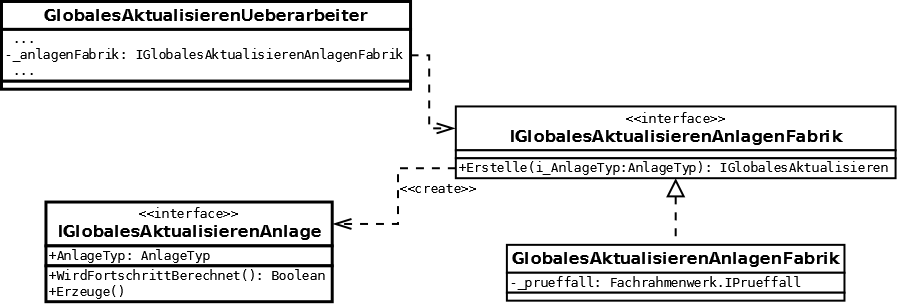 GlobalesAktualisierenUeberarbeiter
...
-_anlagenFabrik: IGlobalesAktualisierenAnlagenFabrik
...
<<interface>>
IGlobalesAktualisierenAnlagenFabrik
+Erstelle(i_AnlageTyp:AnlageTyp): IGlobalesAktualisieren
<<create>>
<<interface>>
IGlobalesAktualisierenAnlage
+AnlageTyp: AnlageTyp
+WirdFortschrittBerechnet(): Boolean
+Erzeuge()
GlobalesAktualisierenAnlagenFabrik
-_prueffall: Fachrahmenwerk.IPrueffall